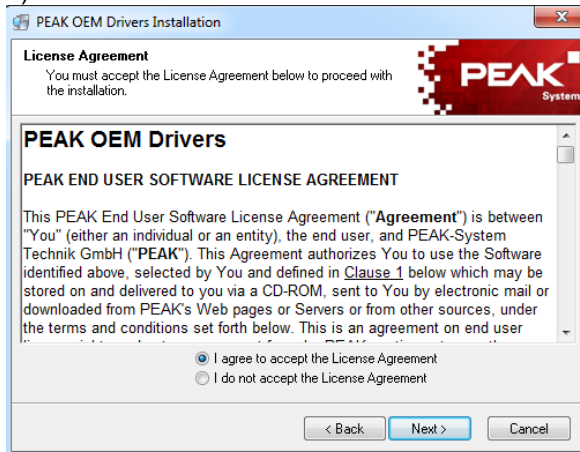 PEAK OEM Drivers Installation
License Agreement
You must accept the License Agreement below to proceed with
the installation.
PEAK
System
PEAK OEM Drivers
PEAK END USER SOFTWARE LICENSE AGREEMENT
This PEAK End User Software License Agreement ("Agreement") is between
"You" (either an individual or an entity), the end user, and PEAK-System
Technik GmbH ("PEAK"). This Agreement authorizes You to use the Software
identified above, selected by You and defined in Clause 1 below which may be
stored on and delivered to you via a CD-ROM, sent to You by electronic mail or
downloaded from PEAK's Web pages or Servers or from other sources, under
the terms and conditions set forth below. This is an agreement on end user
I agree to accept the License Agreement
I do not accept the License Agreement
< Back
Next >
Cancel